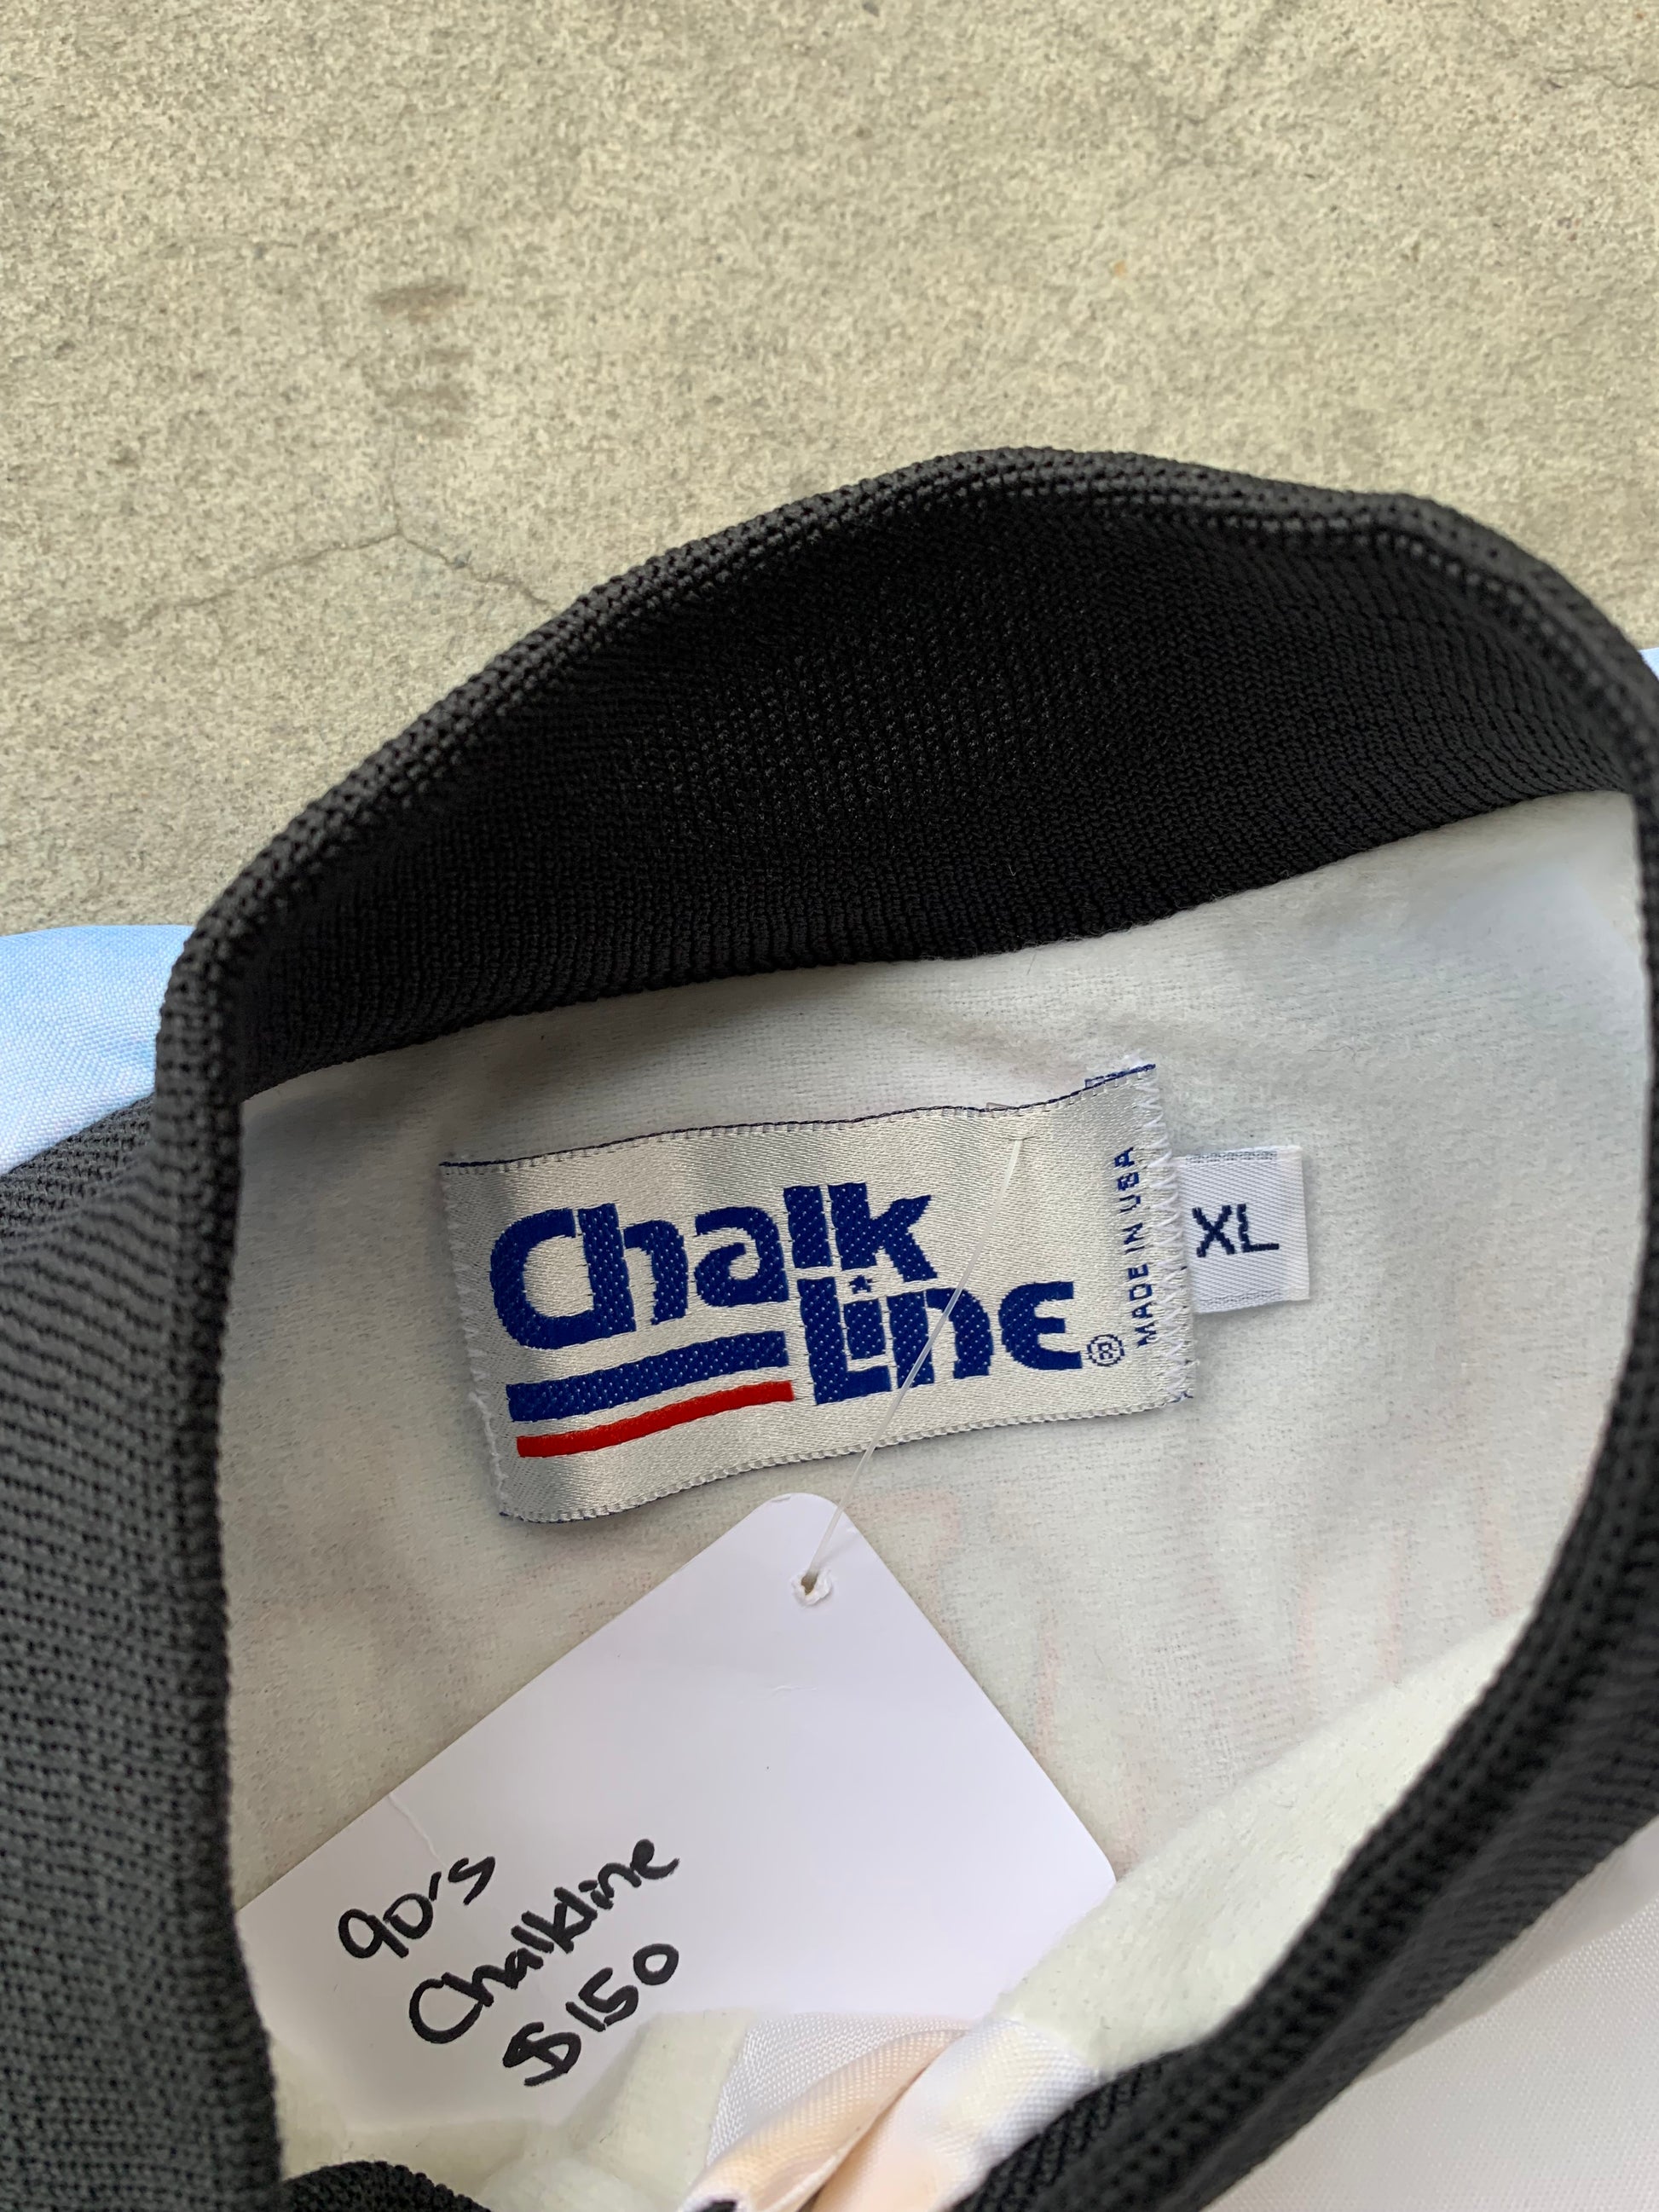 Chalk
Line®
MADE IN USA
XL
90's
Chalkline
$150